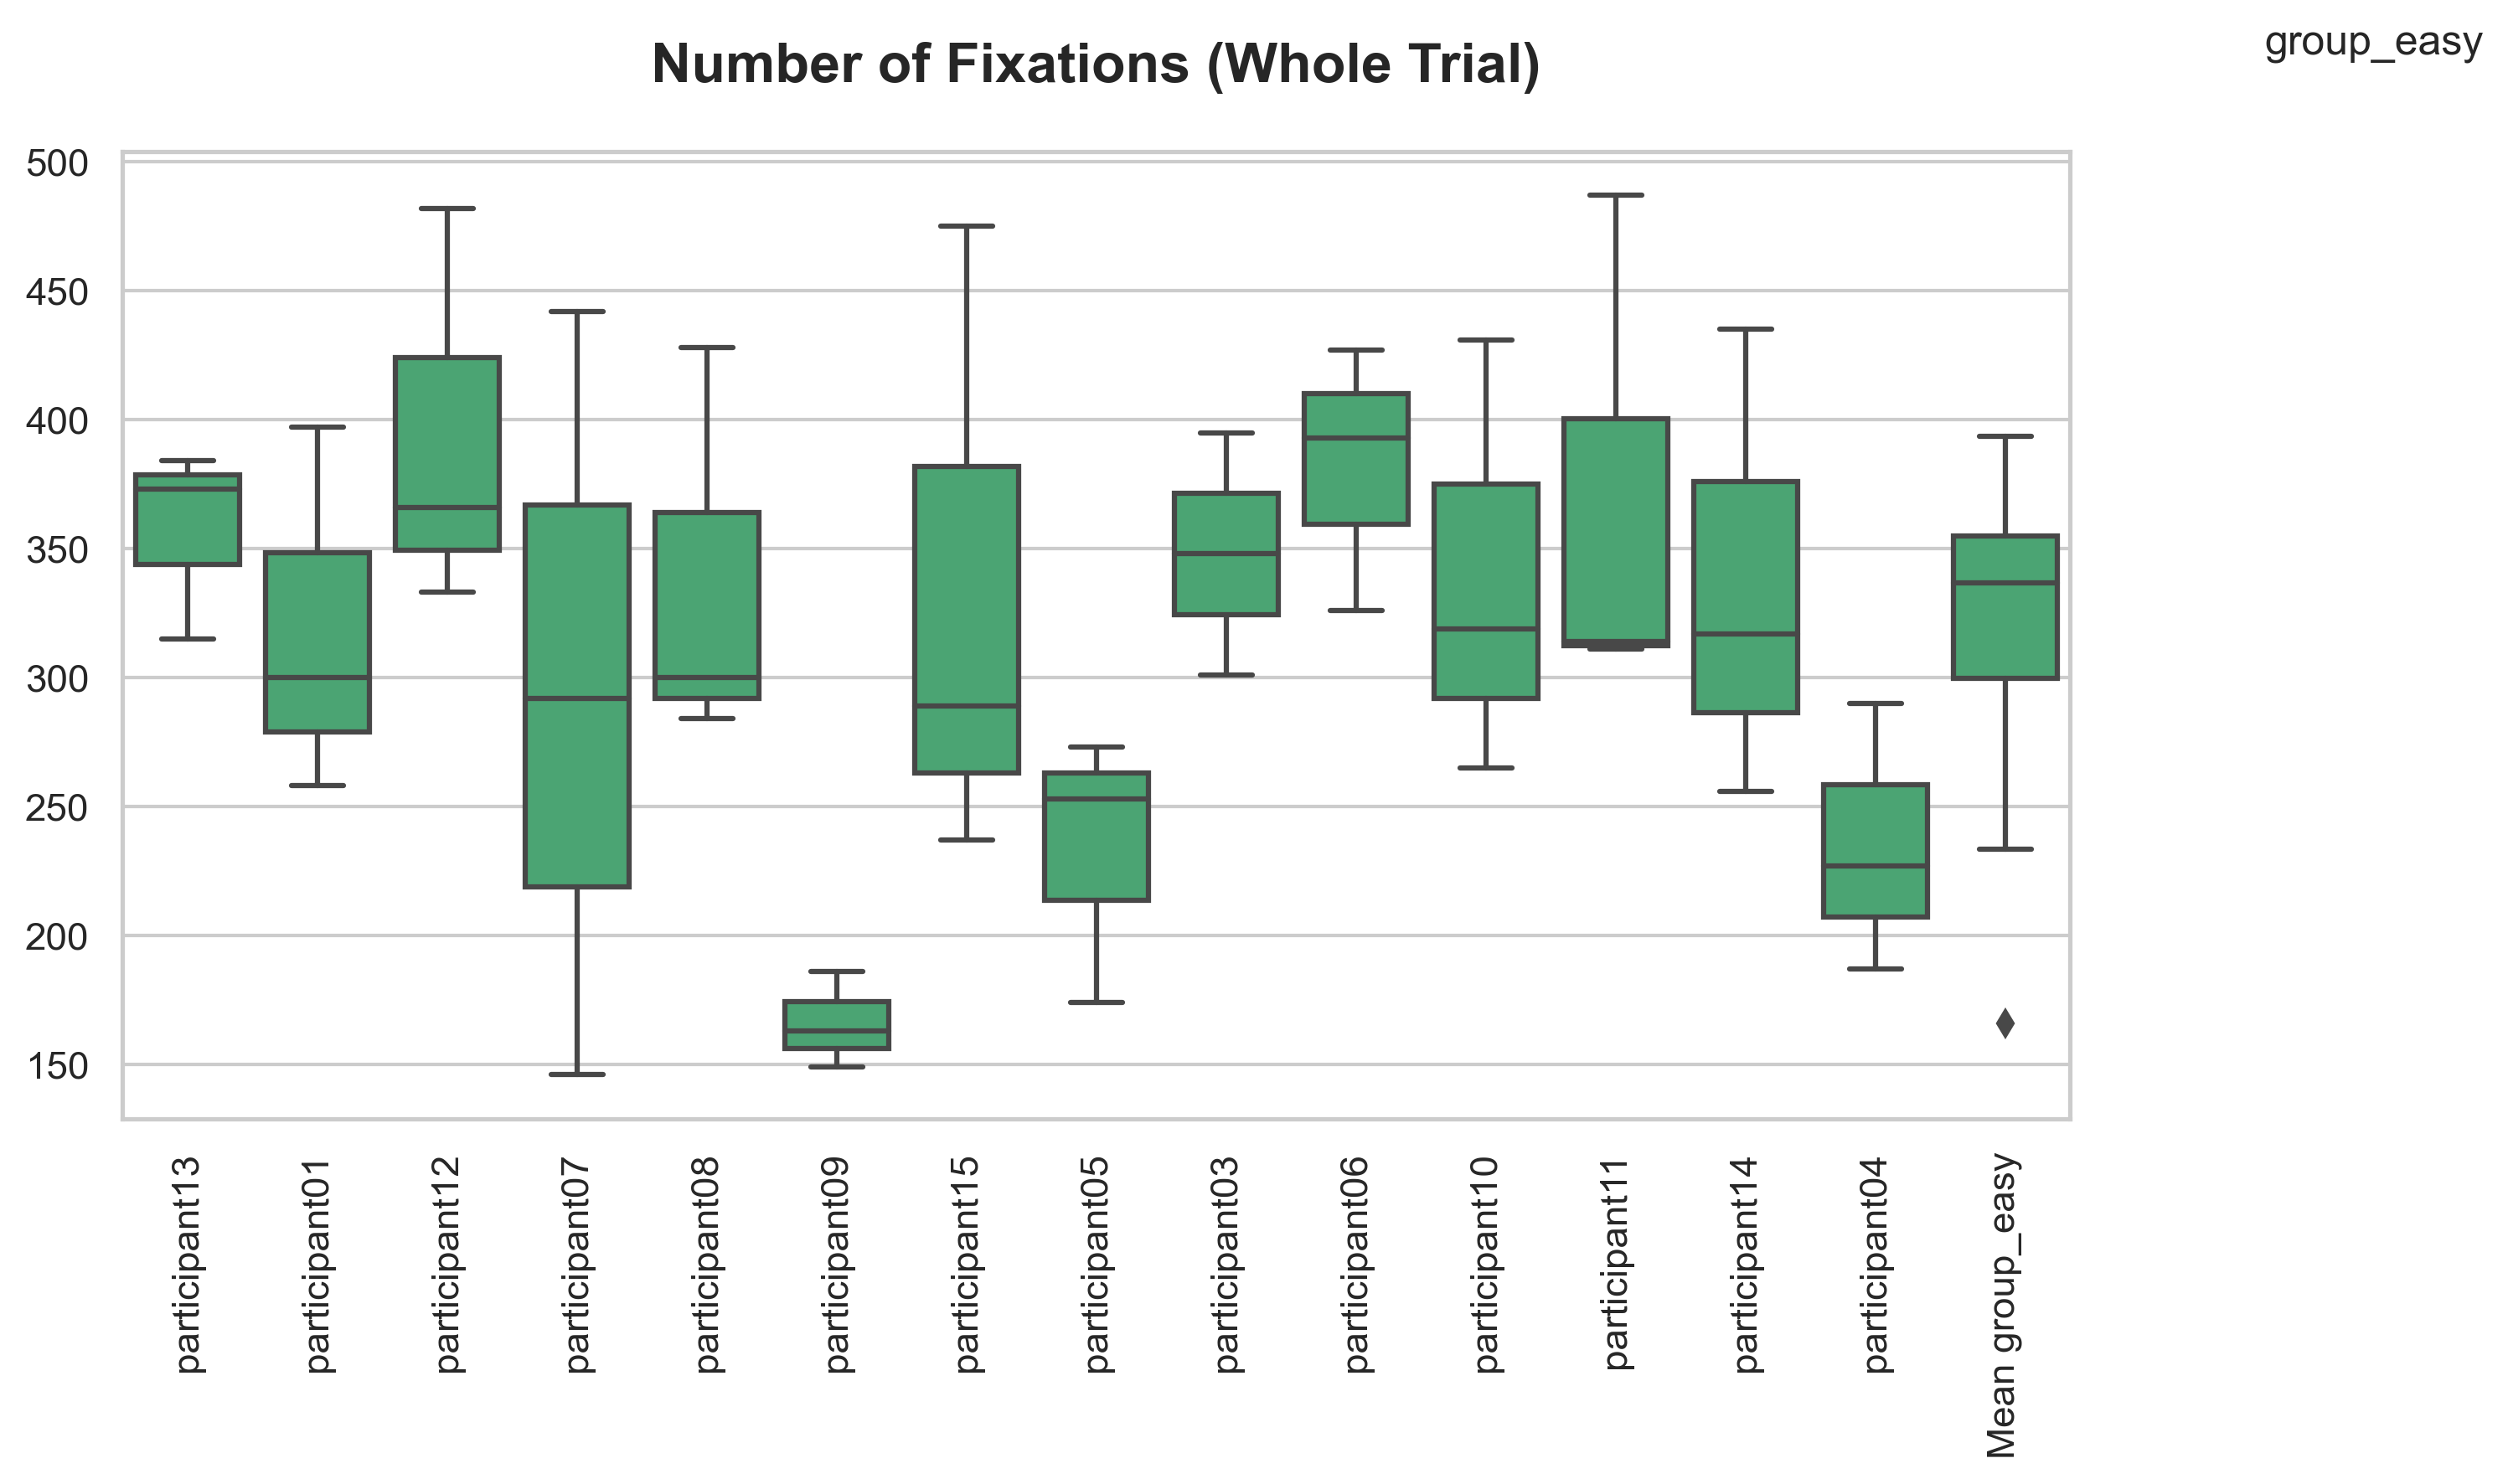 group_easy
Number of Fixations (Whole Trial)
500
450
400
350
300
250
200
150
participant13
participant01
participant12
participant07
participant08
participant09
participant15
participant05
participant03
participant06
participant10
participant11
participant14
participant04
Mean group_easy